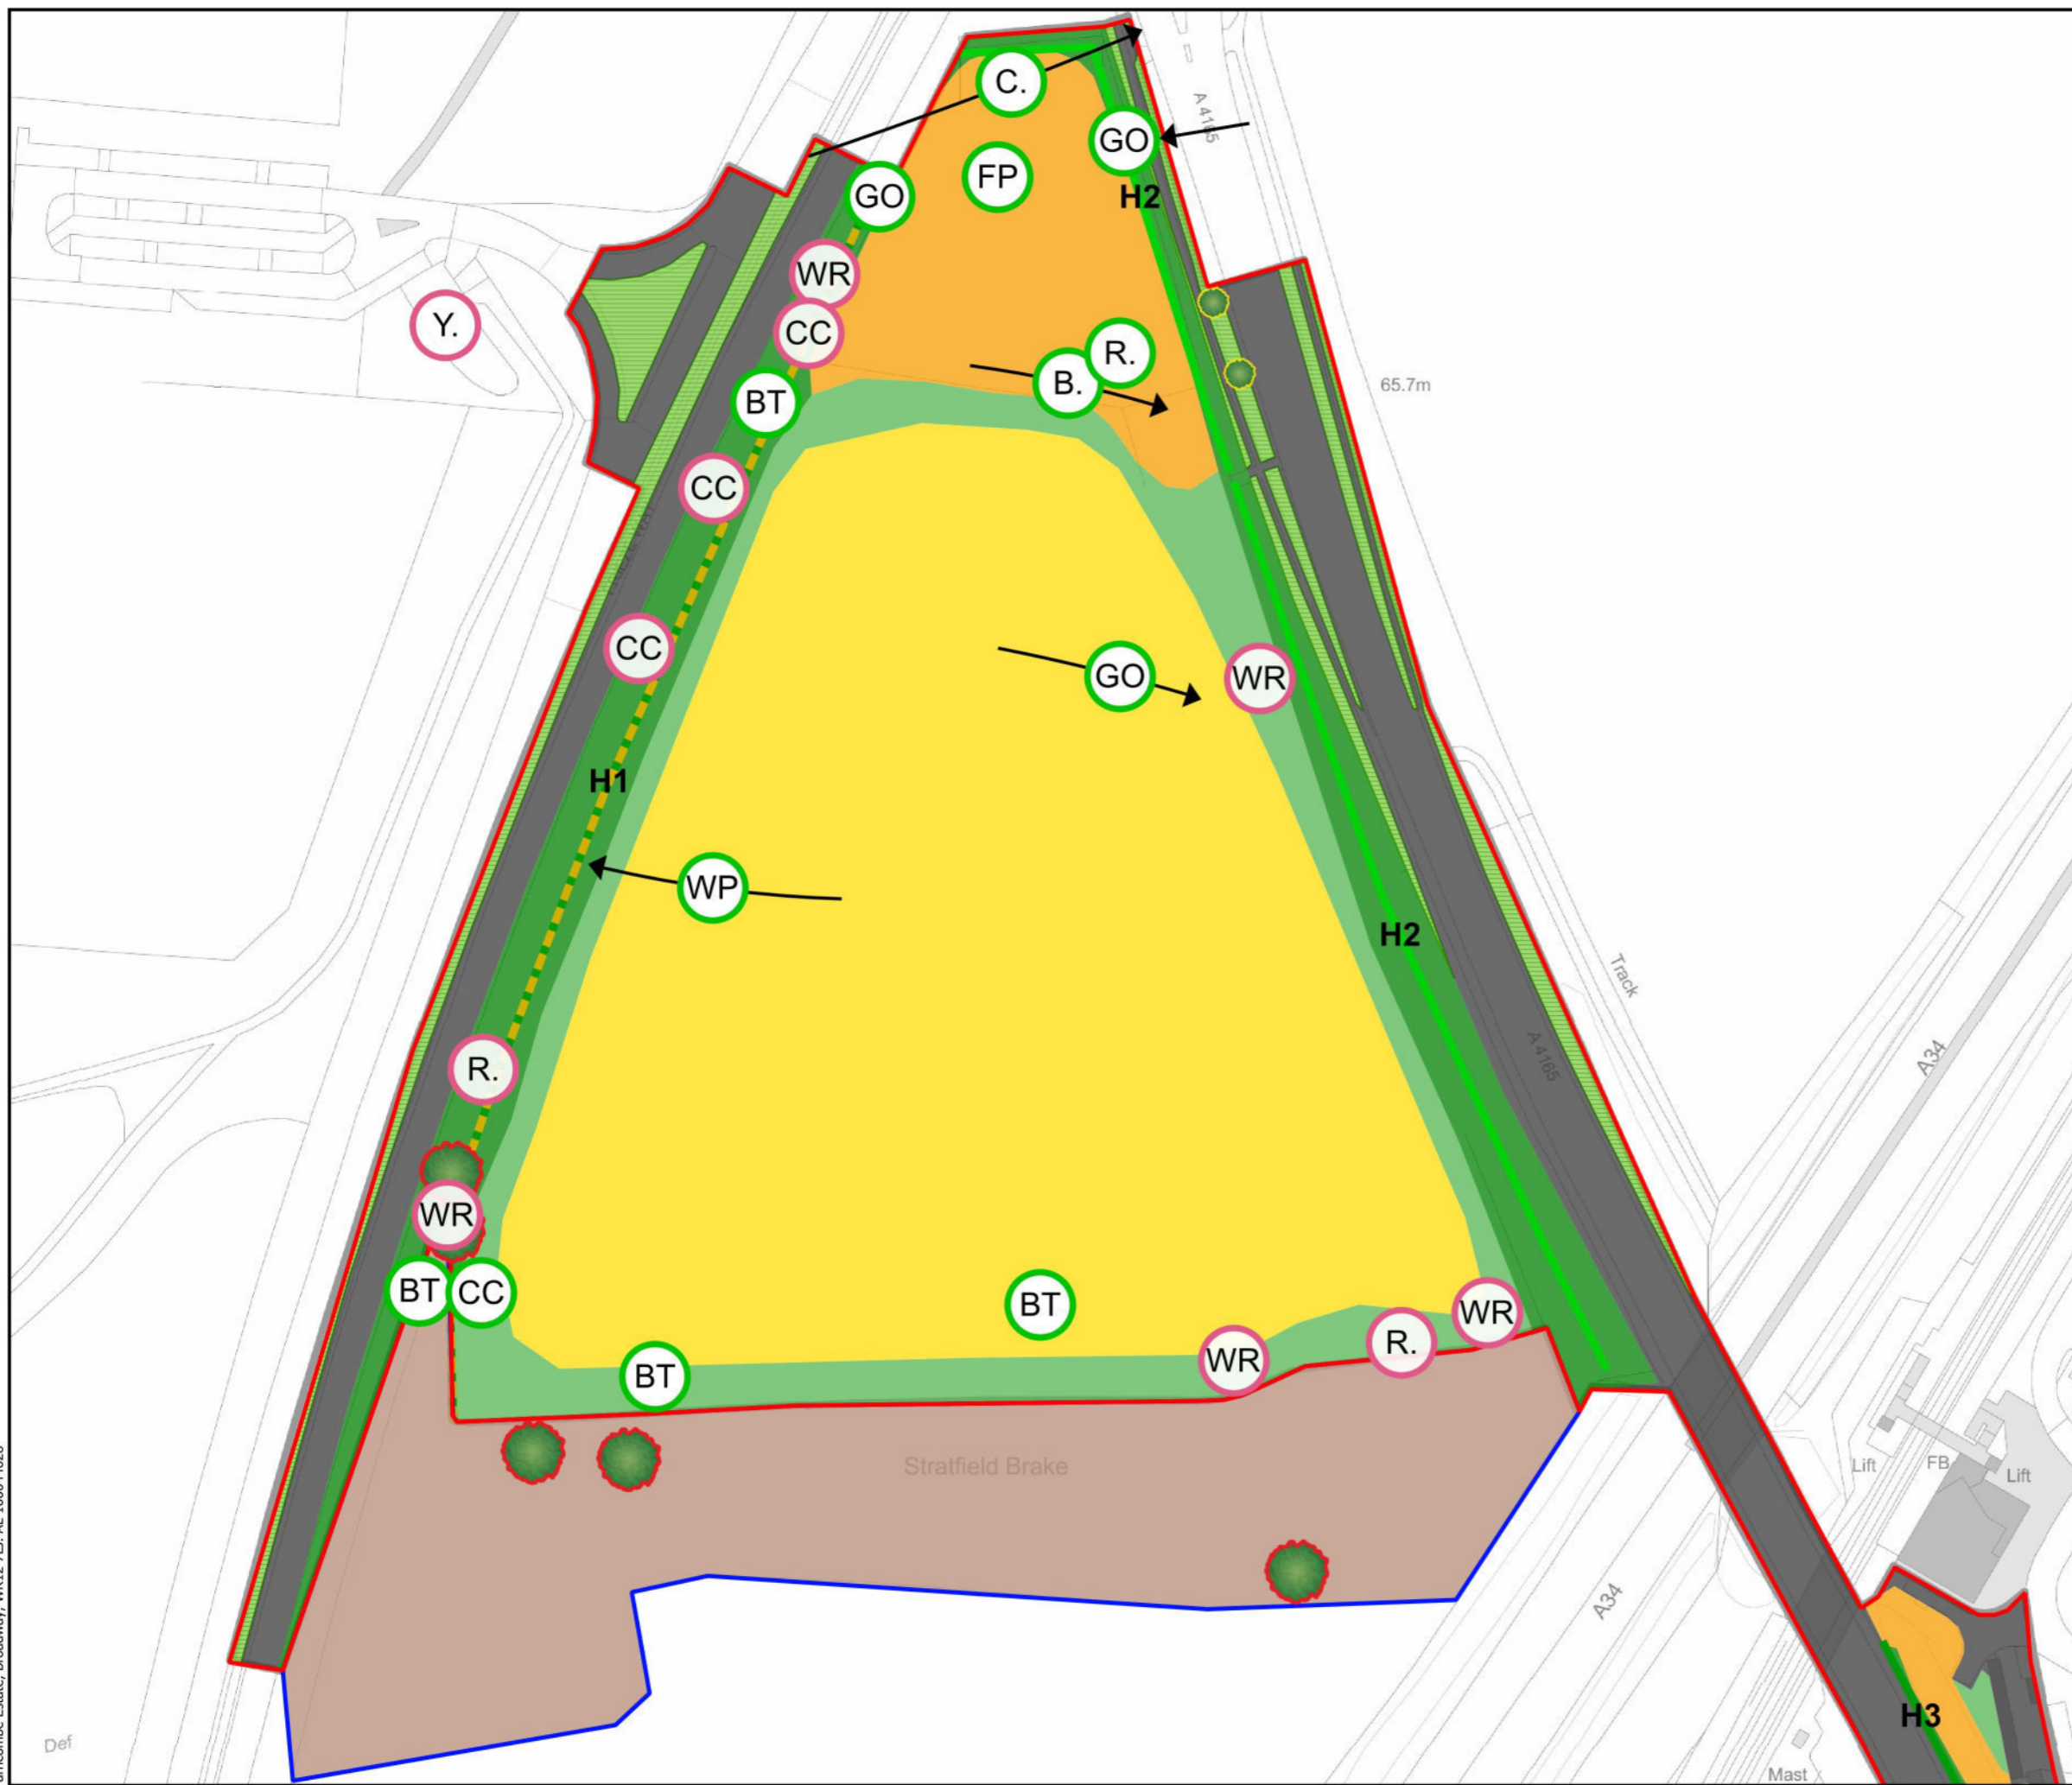 C.
A 4165
GO
FP
GO
H2
WR
Y.
CC
R.
B.
65.7m
BT
CC
CC
GO
WR
H1
WP
H2
Track
R.
A 4165
A34
WR
BT
CC
BT
WR
R.
WR
BT
Stratfield Brake
Lift
FB
Lift
A34
H3
Def
Mast